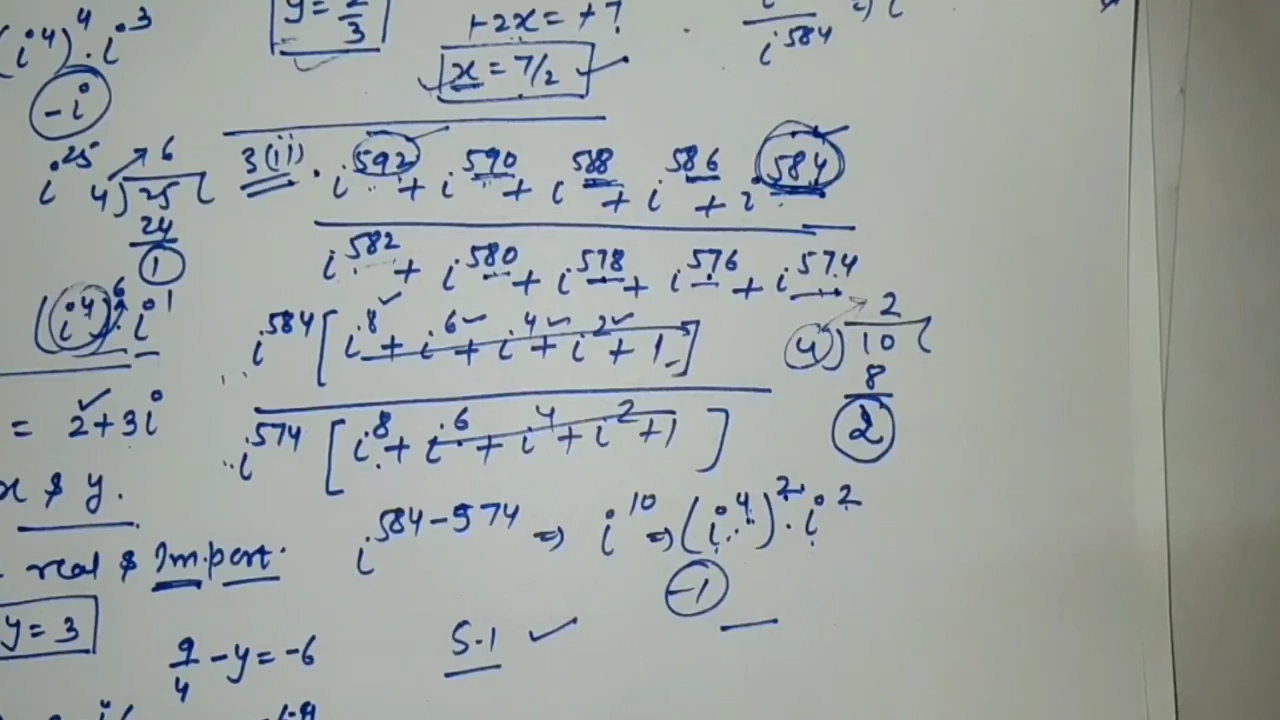 (i⁴)⁴·i³
y = 2/3
+2x = +7
i⁵⁸⁴
-i
x = 7/2
i²⁵ 4)25( 6
24
1
3(ii). i⁵⁹² + i⁵⁹⁰ + i⁵⁸⁸ + i⁵⁸⁶ + i⁵⁸⁴
i⁵⁸² + i⁵⁸⁰ + i⁵⁷⁸ + i⁵⁷⁶ + i⁵⁷⁴
(i⁴)⁶·i¹
i⁵⁸⁴[i⁸ + i⁶ + i⁴ + i² + 1]
4)10( 2
8
2
= 2+3i
i⁵⁷⁴[i⁸ + i⁶ + i⁴ + i² + 1]
x $ y.
i⁵⁸⁴⁻⁵⁷⁴ ⇒ i¹⁰ ⇒ (i⁴)²·i²
real $ Im.part.
-1
y = 3
9/4 - y = -6
5.1 ✓